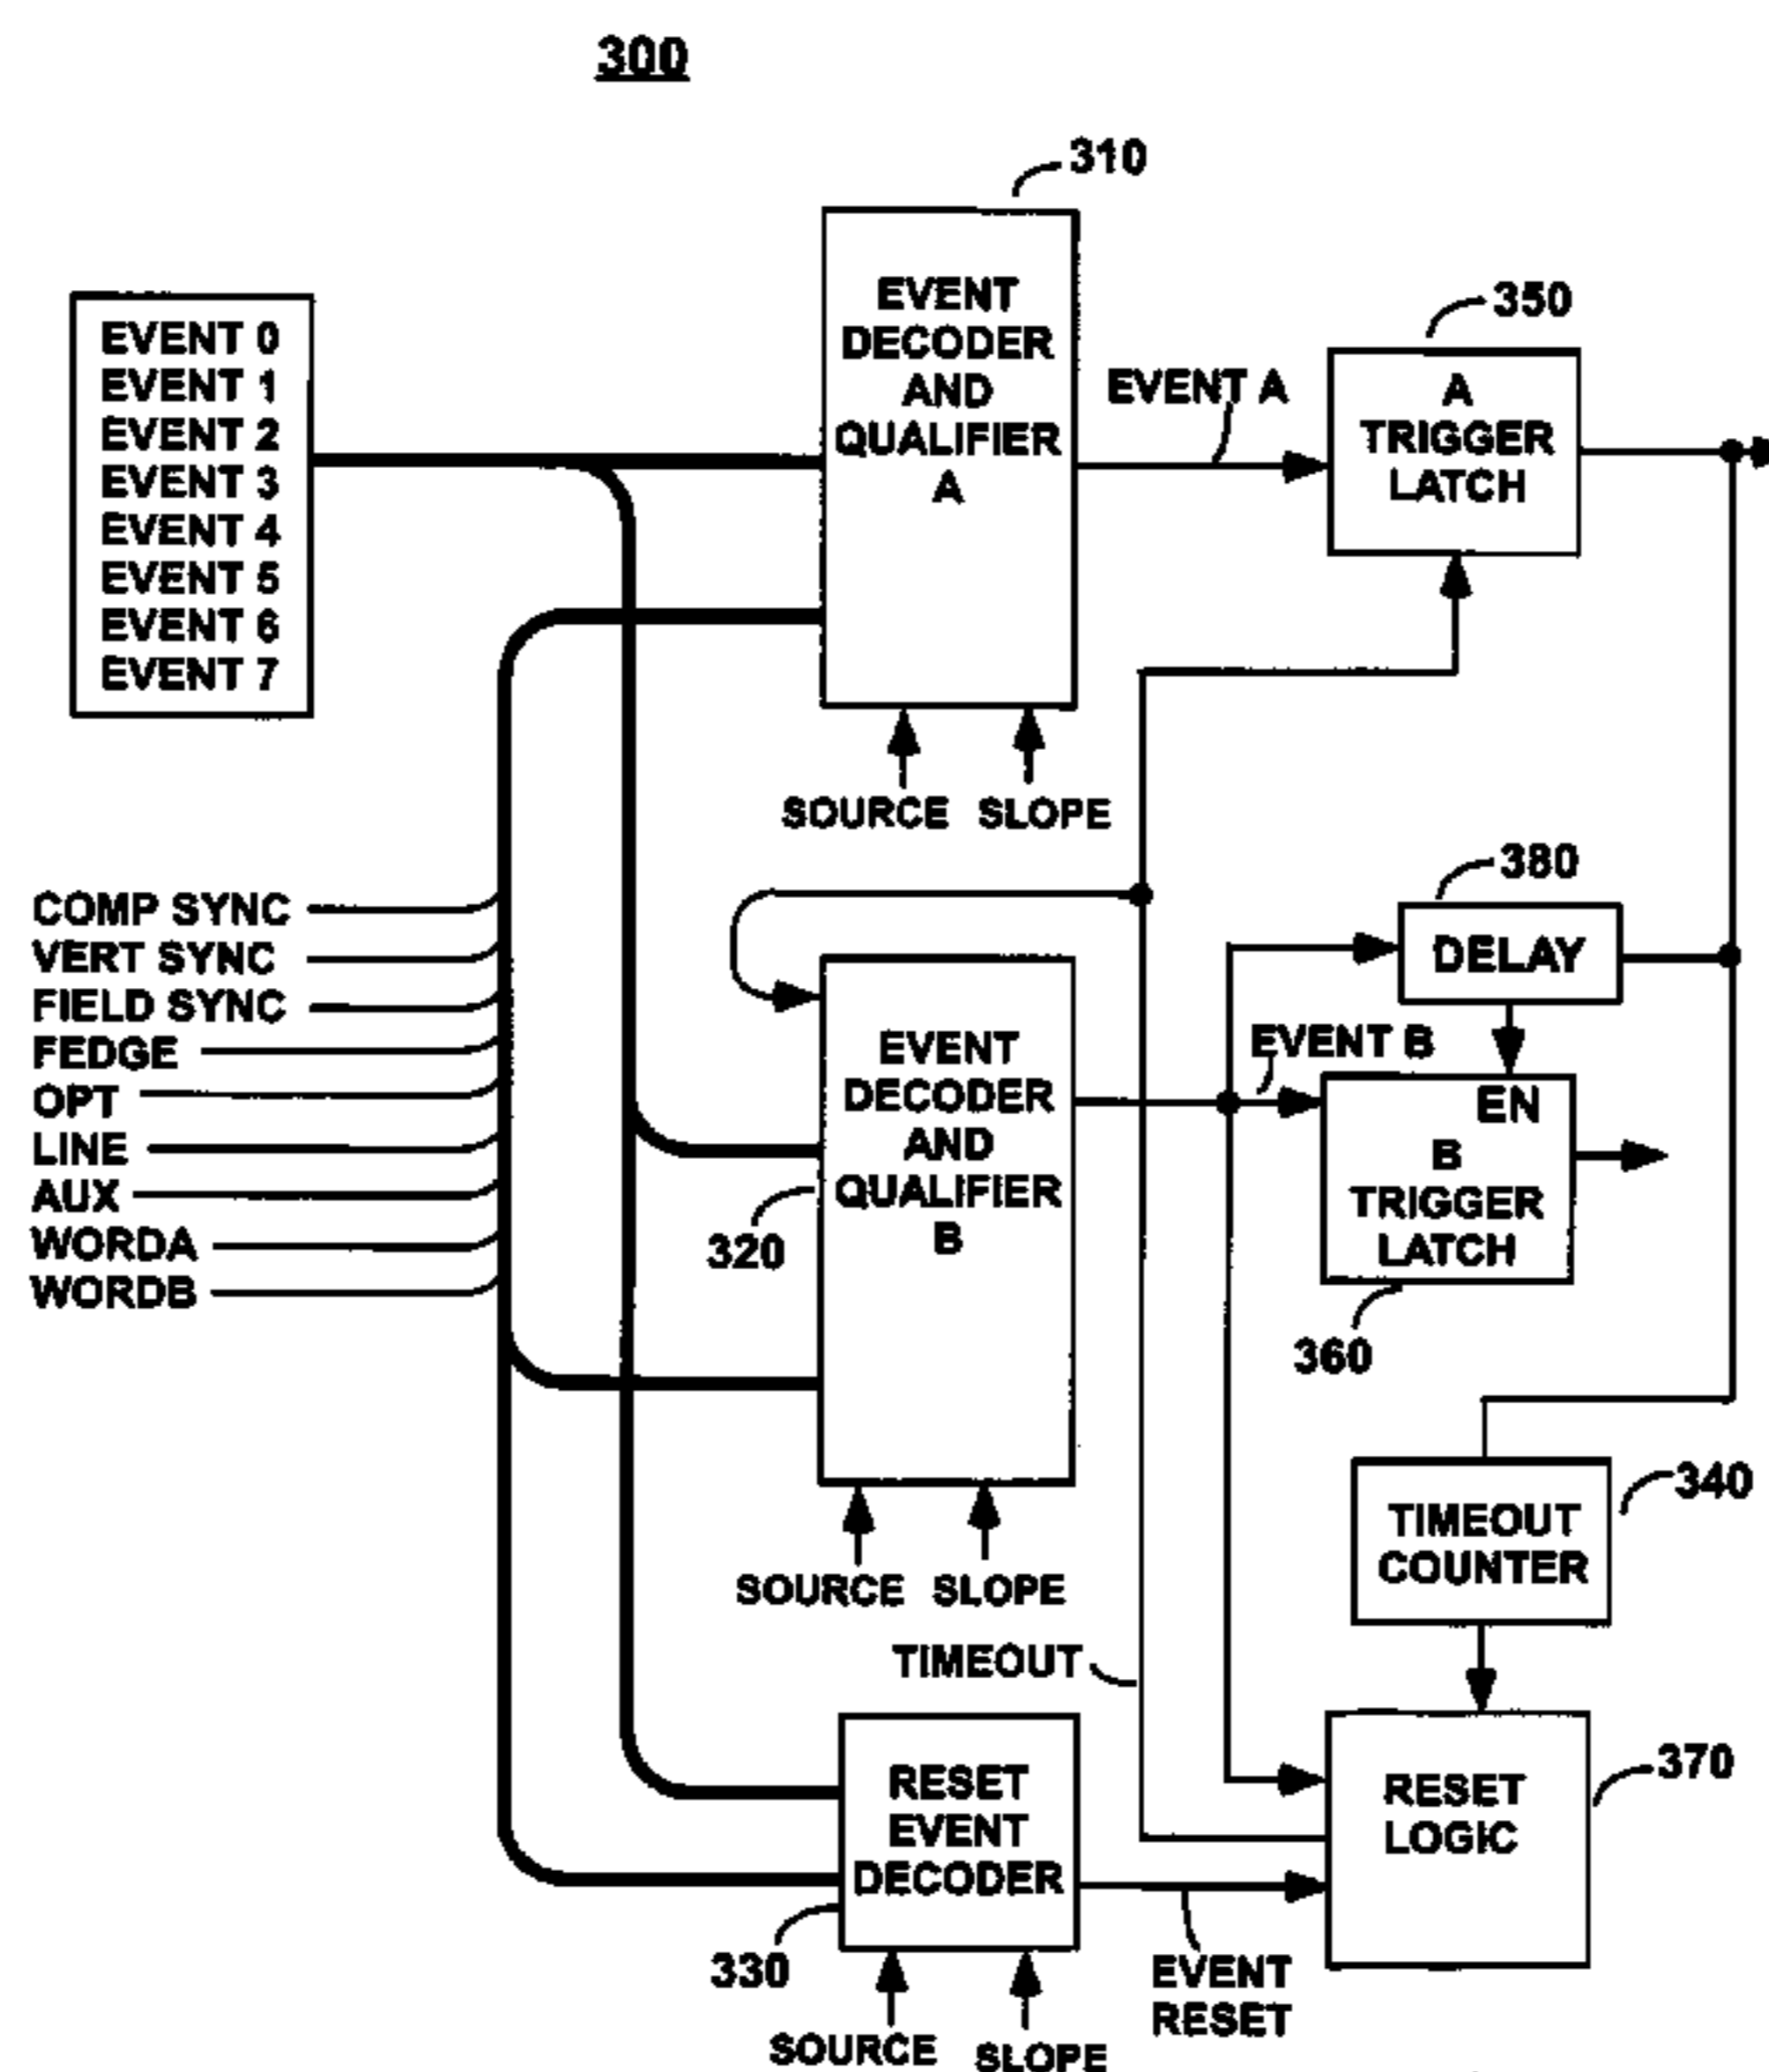 300
310
EVENT
DECODER
AND
QUALIFIER
A
350
A
TRIGGER
LATCH
EVENT A
EVENT 0
EVENT 1
EVENT 2
EVENT 3
EVENT 4
EVENT 5
EVENT 6
EVENT 7
SOURCE SLOPE
COMP SYNC
VERT SYNC
FIELD SYNC
FEDGE
OPT
LINE
AUX
WORDA
WORDB
380
DELAY
EVENT B
EVENT
DECODER
AND
QUALIFIER
B
320
EN
B
TRIGGER
LATCH
360
SOURCE SLOPE
340
TIMEOUT
COUNTER
TIMEOUT
RESET
EVENT
DECODER
330
370
RESET
LOGIC
EVENT
RESET
SOURCE SLOPE